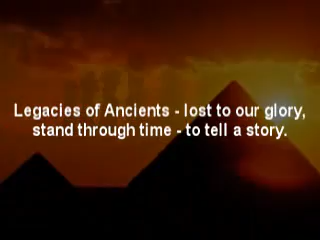 Legacies of Ancients - lost to our glory,
stand through time - to tell a story.